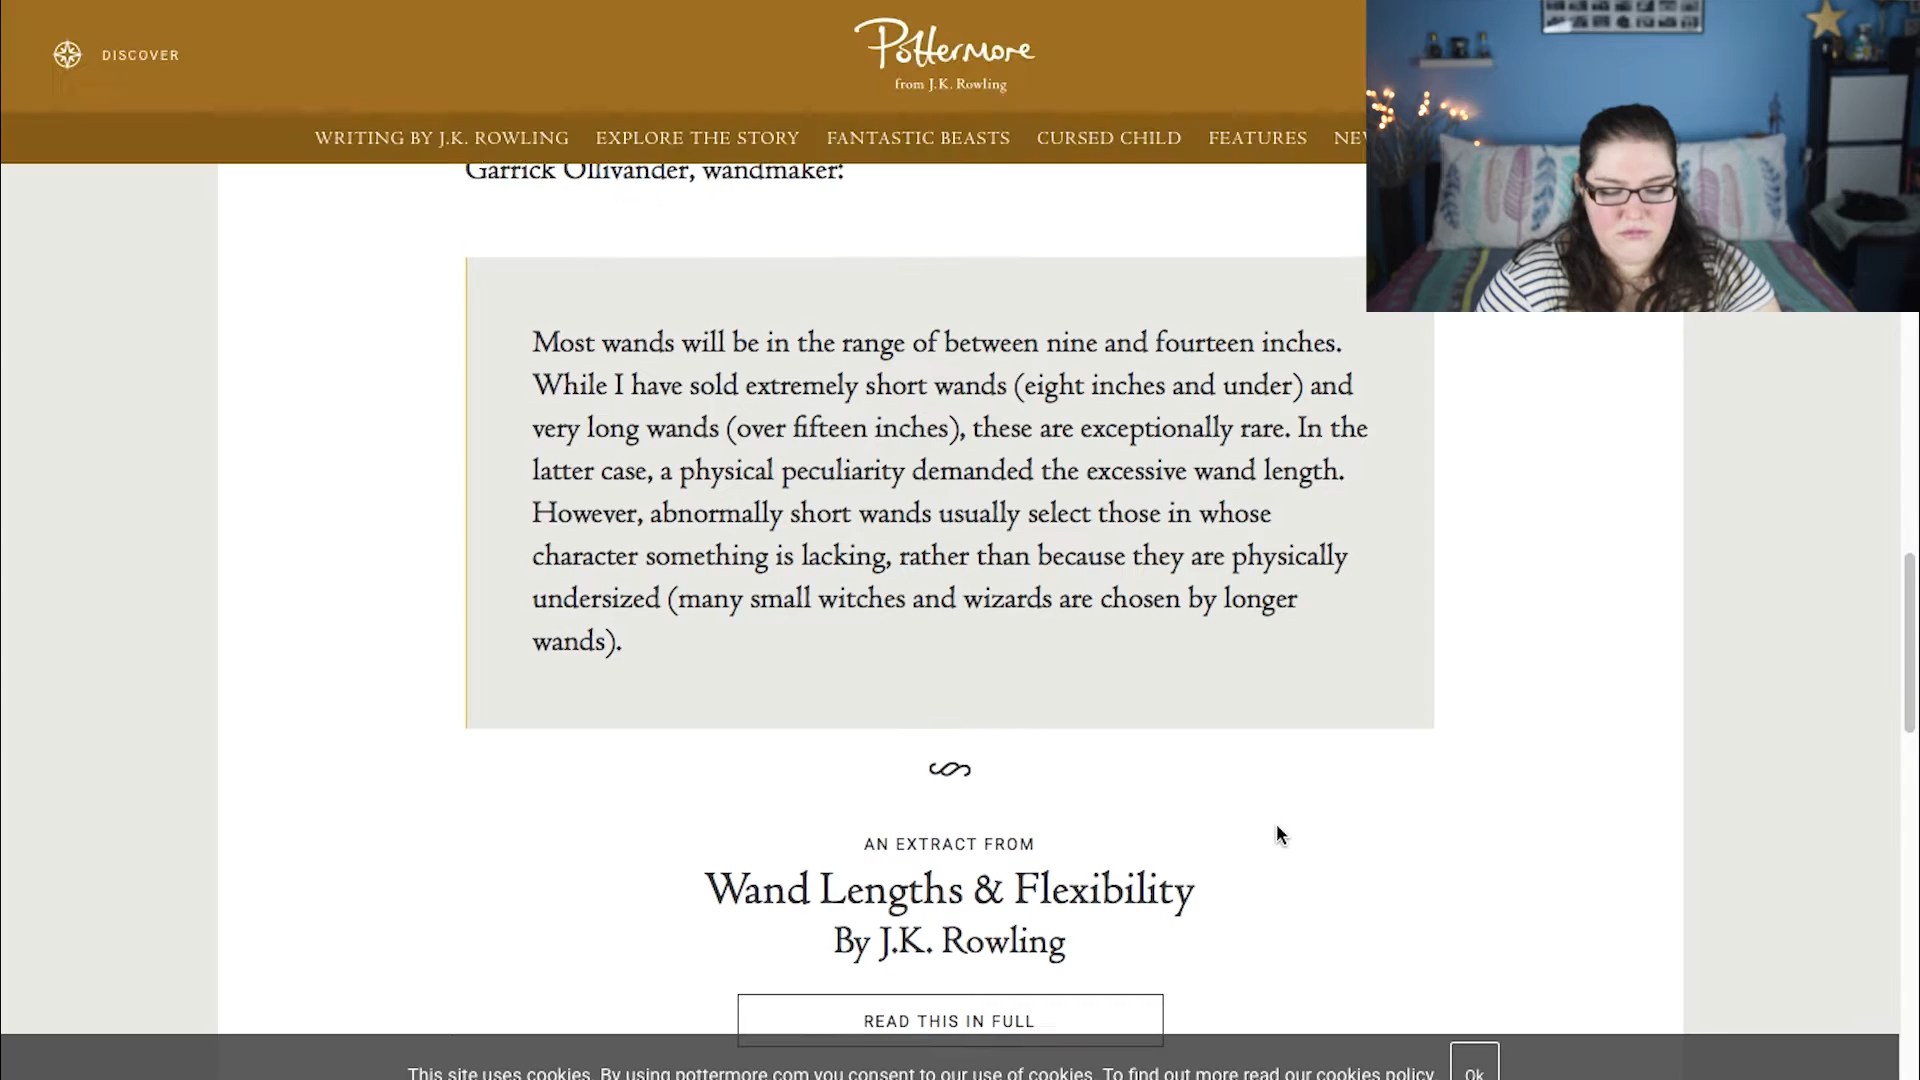 DISCOVER
Pottermore
from J.K. Rowling
WRITING BY J.K. ROWLING EXPLORE THE STORY FANTASTIC BEASTS CURSED CHILD FEATURES
Garrick Ollivander, wandmaker:
Most wands will be in the range of between nine and fourteen inches.
While I have sold extremely short wands (eight inches and under) and
very long wands (over fifteen inches), these are exceptionally rare. In the
latter case, a physical peculiarity demanded the excessive wand length.
However, abnormally short wands usually select those in whose
character something is lacking, rather than because they are physically
undersized (many small witches and wizards are chosen by longer
wands).
AN EXTRACT FROM
Wand Lengths & Flexibility
By J.K. Rowling
READ THIS IN FULL
This site uses cookies. By using pottermore.com you consent to our use of cookies. To find out more read our cookies policy.
Ok